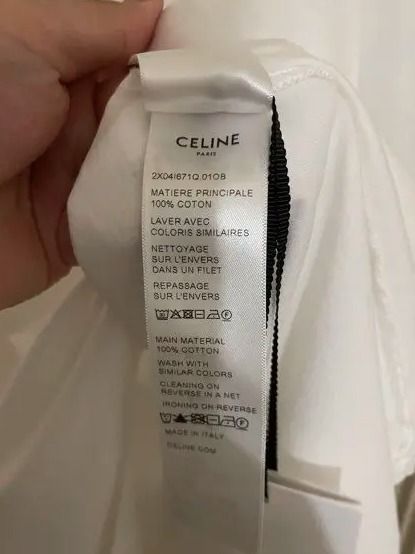 CELINE
PARIS
2X04I671Q.01OB
MATIERE PRINCIPALE
100% COTON
LAVER AVEC
COLORIS SIMILAIRES
NETTOYAGE
SUR L'ENVERS
DANS UN FILET
REPASSAGE
SUR L'ENVERS
MAIN MATERIAL
100% COTTON
WASH WITH
SIMILAR COLORS
CLEANING ON
REVERSE IN A NET
IRONING ON REVERSE
MADE IN ITALY
CELINE.COM